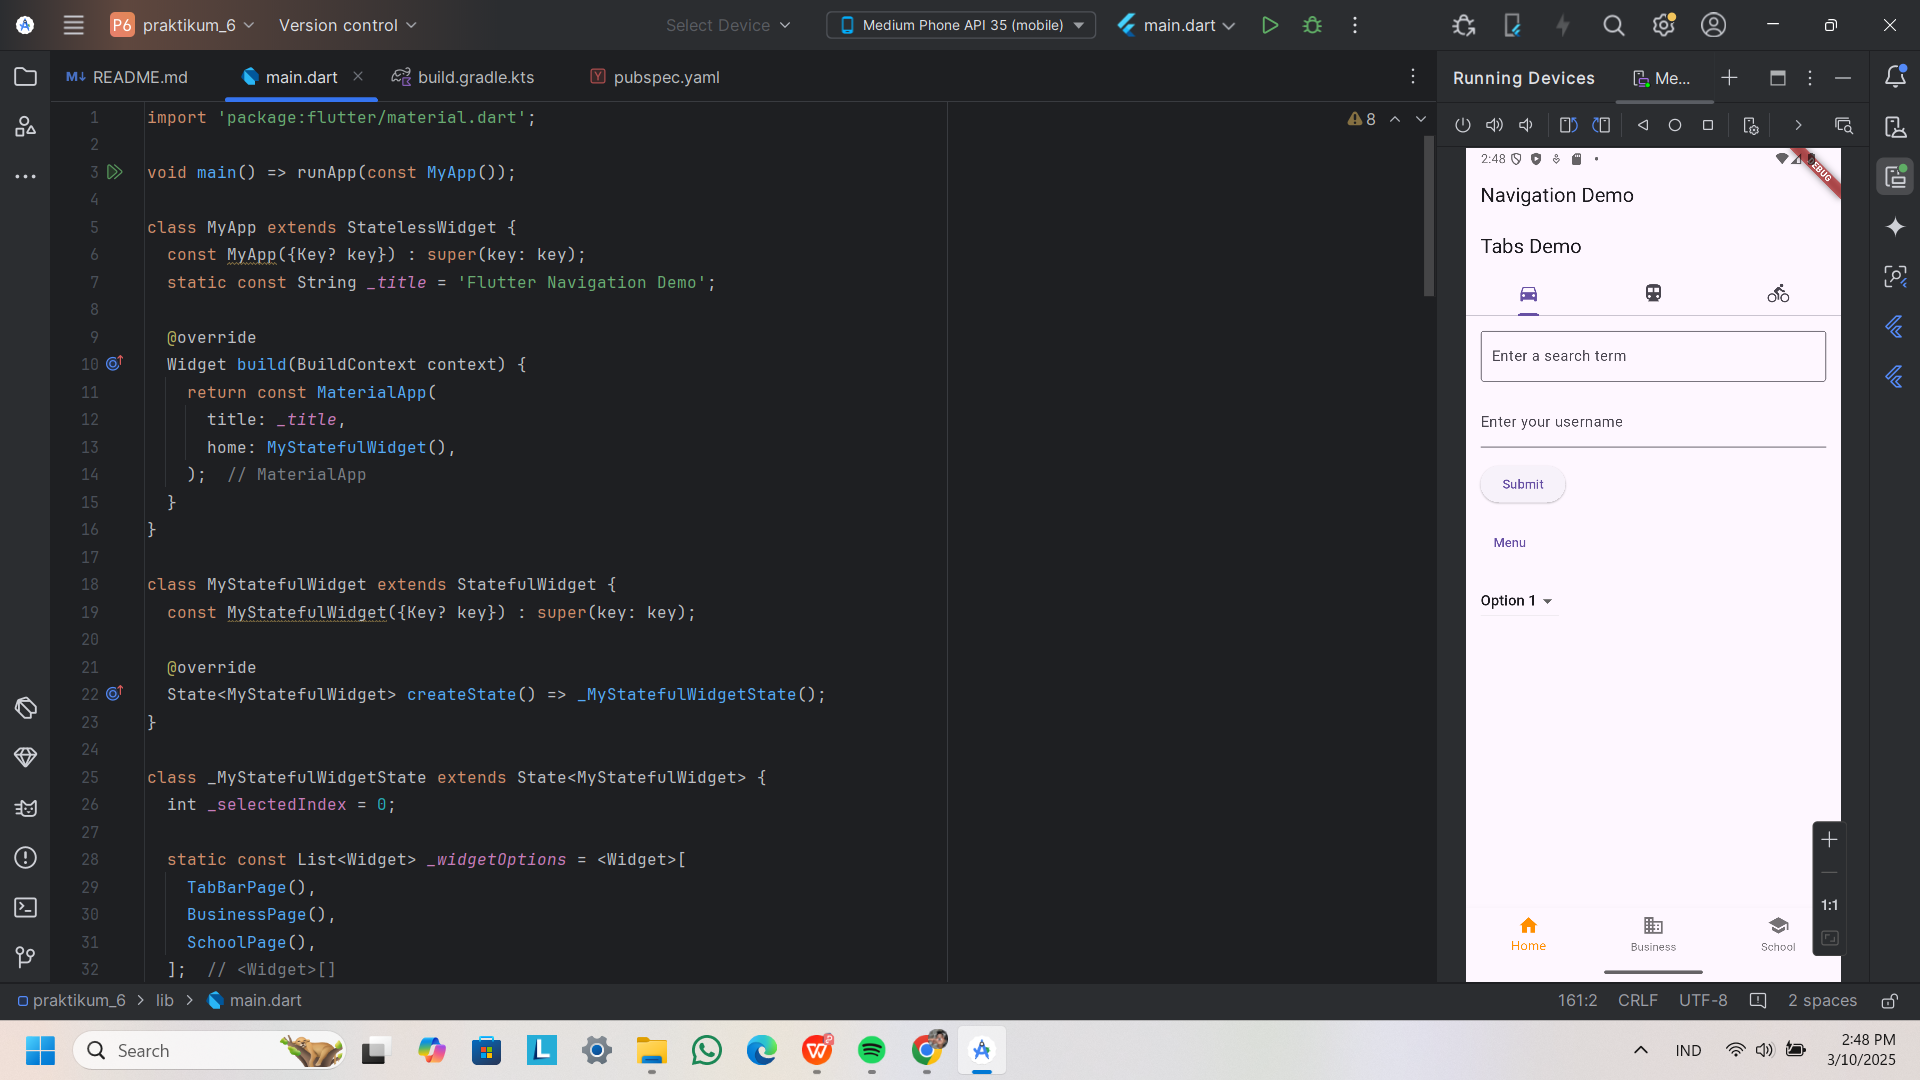 P6 praktikum_6 Version control Select Device Medium Phone API 35 (mobile) main.dart
M↓ README.md main.dart build.gradle.kts Y pubspec.yaml
Running Devices Me...
8
1 import 'package:flutter/material.dart';
2
3 void main() => runApp(const MyApp());
4
5 class MyApp extends StatelessWidget {
6 const MyApp({Key? key}) : super(key: key);
7 static const String _title = 'Flutter Navigation Demo';
8
9 @override
10 Widget build(BuildContext context) {
11 return const MaterialApp(
12 title: _title,
13 home: MyStatefulWidget(),
14 ); // MaterialApp
15 }
16 }
17
18 class MyStatefulWidget extends StatefulWidget {
19 const MyStatefulWidget({Key? key}) : super(key: key);
20
21 @override
22 State<MyStatefulWidget> createState() => _MyStatefulWidgetState();
23 }
24
25 class _MyStatefulWidgetState extends State<MyStatefulWidget> {
26 int _selectedIndex = 0;
27
28 static const List<Widget> _widgetOptions = <Widget>[
29 TabBarPage(),
30 BusinessPage(),
31 SchoolPage(),
32 ]; // <Widget>[]
2:48
Navigation Demo
Tabs Demo
Enter a search term
Enter your username
Submit
Menu
Option 1
1:1
Home Business School
praktikum_6 > lib > main.dart
161:2 CRLF UTF-8 2 spaces
Search
IND
2:48 PM
3/10/2025